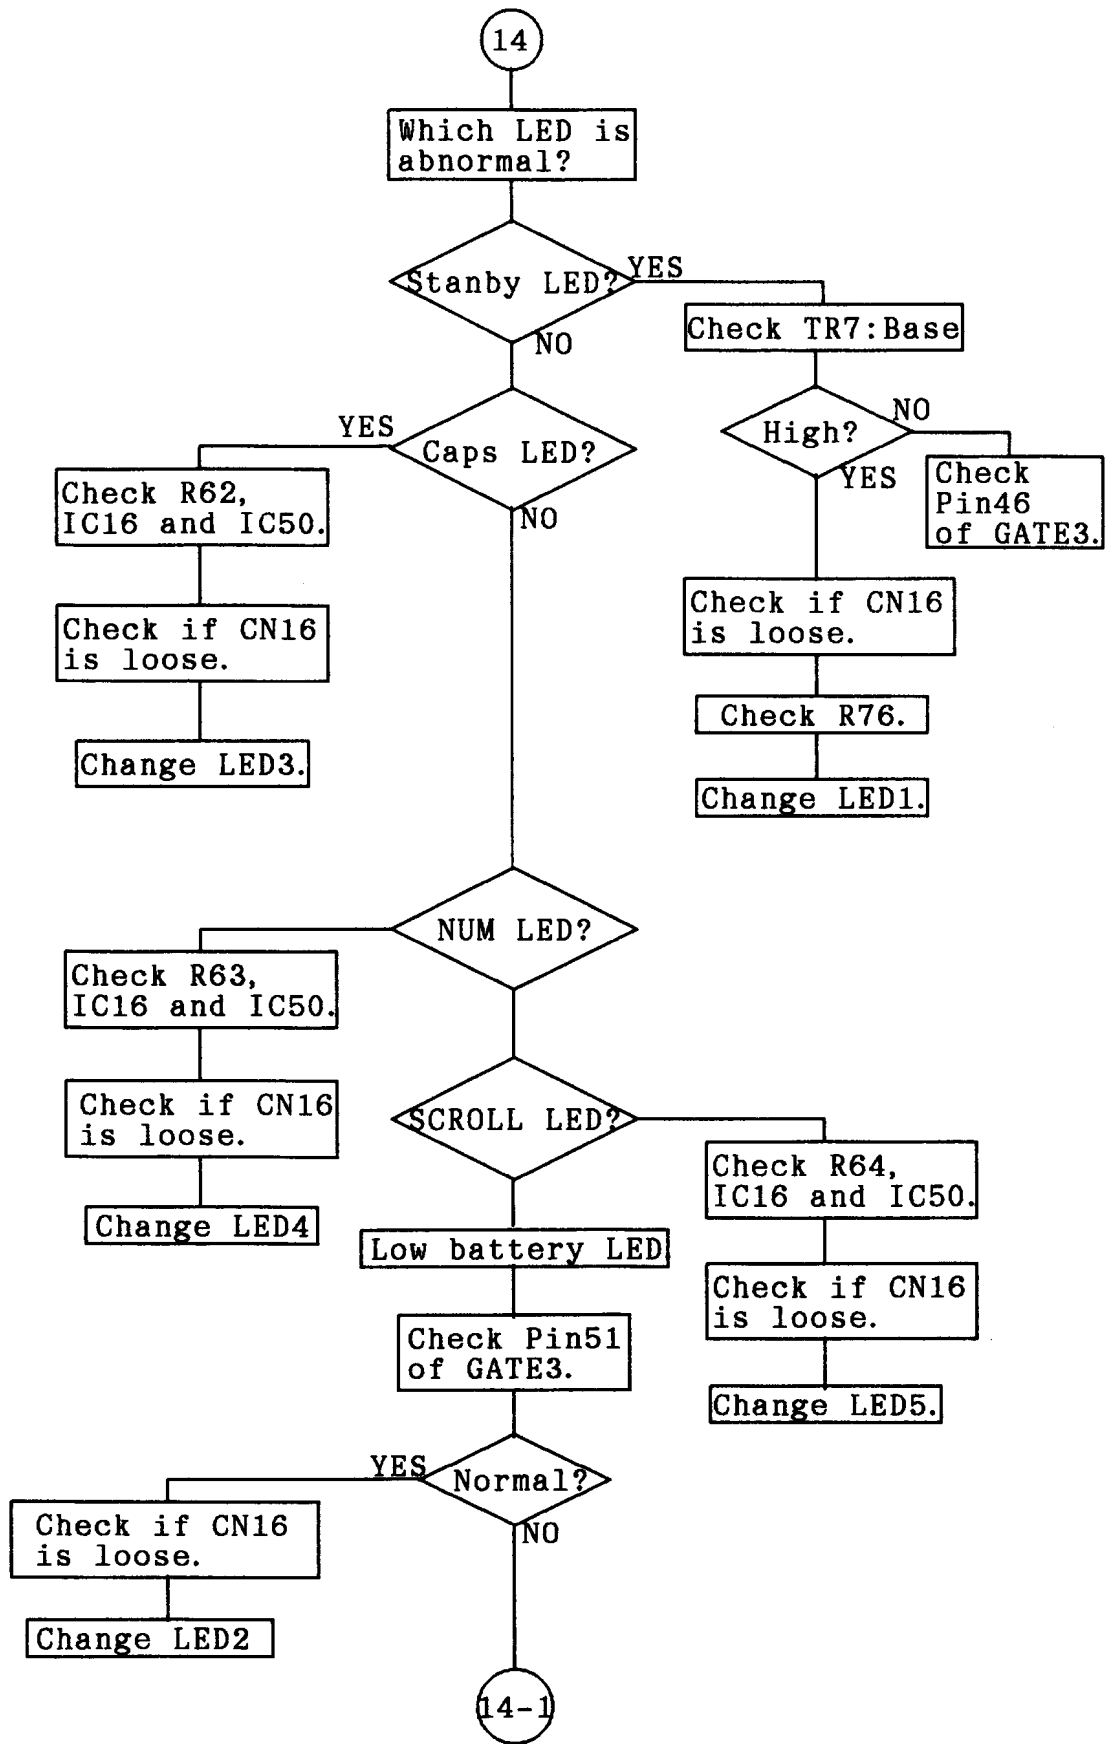 14
Which LED is
abnormal?
Stanby LED?
YES
NO
Check TR7:Base
High?
NO
YES
Check
Pin46
of GATE3.
Check if CN16
is loose.
Check R76.
Change LED1.
Caps LED?
YES
NO
Check R62,
IC16 and IC50.
Check if CN16
is loose.
Change LED3.
NUM LED?
Check R63,
IC16 and IC50.
Check if CN16
is loose.
Change LED4
SCROLL LED?
Check R64,
IC16 and IC50.
Check if CN16
is loose.
Change LED5.
Low battery LED
Check Pin51
of GATE3.
Normal?
YES
NO
Check if CN16
is loose.
Change LED2
14-1